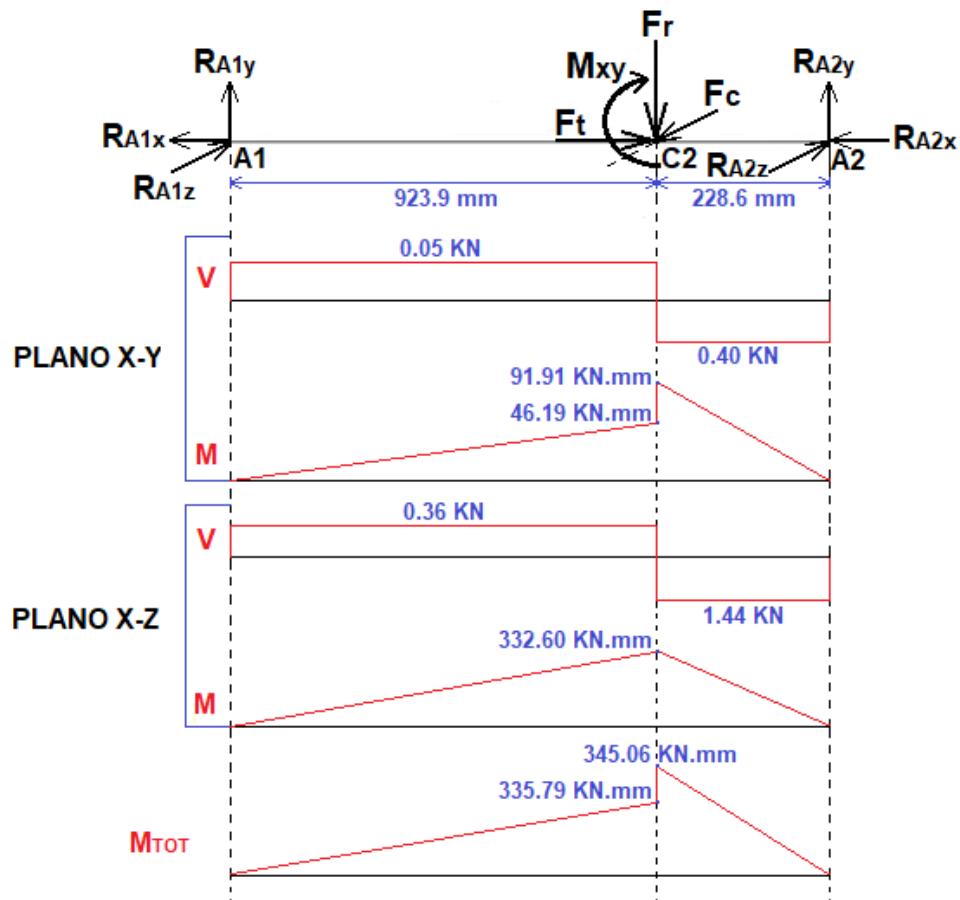 Fr
RA1y
Mxy
RA2y
Fc
Ft
RA1x
A1
C2
A2
RA2x
RA1z
RA2z
923.9 mm
228.6 mm
0.05 KN
V
PLANO X-Y
0.40 KN
91.91 KN.mm
46.19 KN.mm
M
0.36 KN
V
PLANO X-Z
1.44 KN
332.60 KN.mm
M
345.06 KN.mm
335.79 KN.mm
MTOT